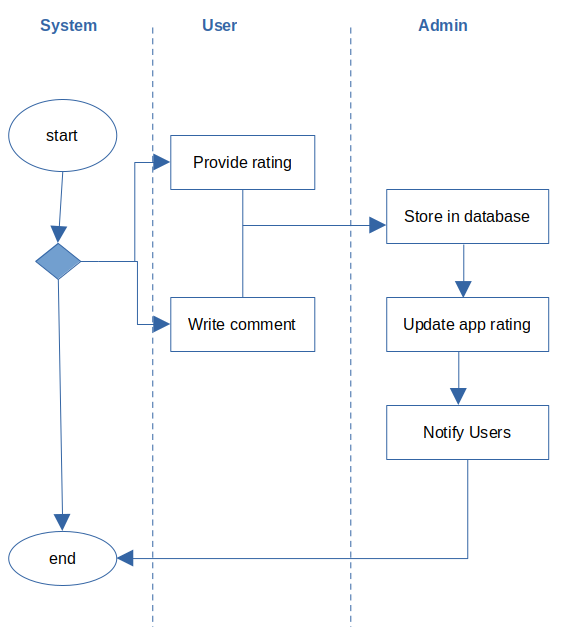 System
User
Admin
start
Provide rating
Store in database
Write comment
Update app rating
Notify Users
end